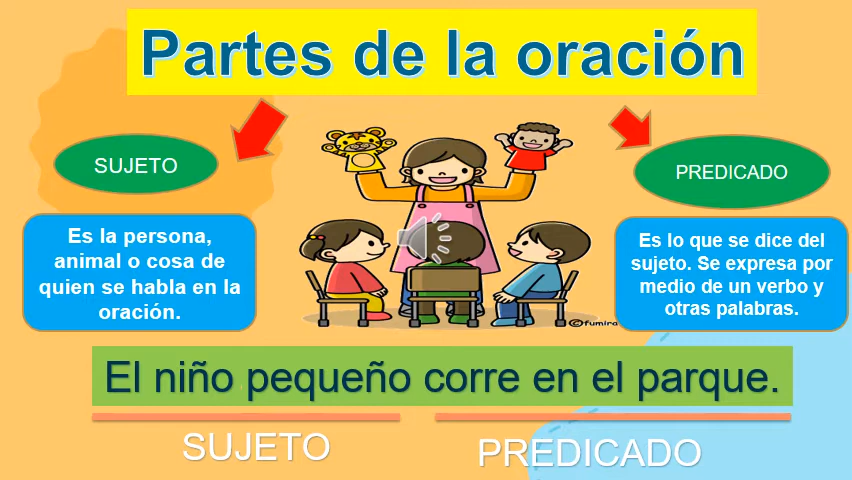 Partes de la oración
SUJETO
PREDICADO
Es la persona,
animal o cosa de
quien se habla en la
oración.
Es lo que se dice del
sujeto. Se expresa por
medio de un verbo y
otras palabras.
©fumira
El niño pequeño corre en el parque.
SUJETO
PREDICADO